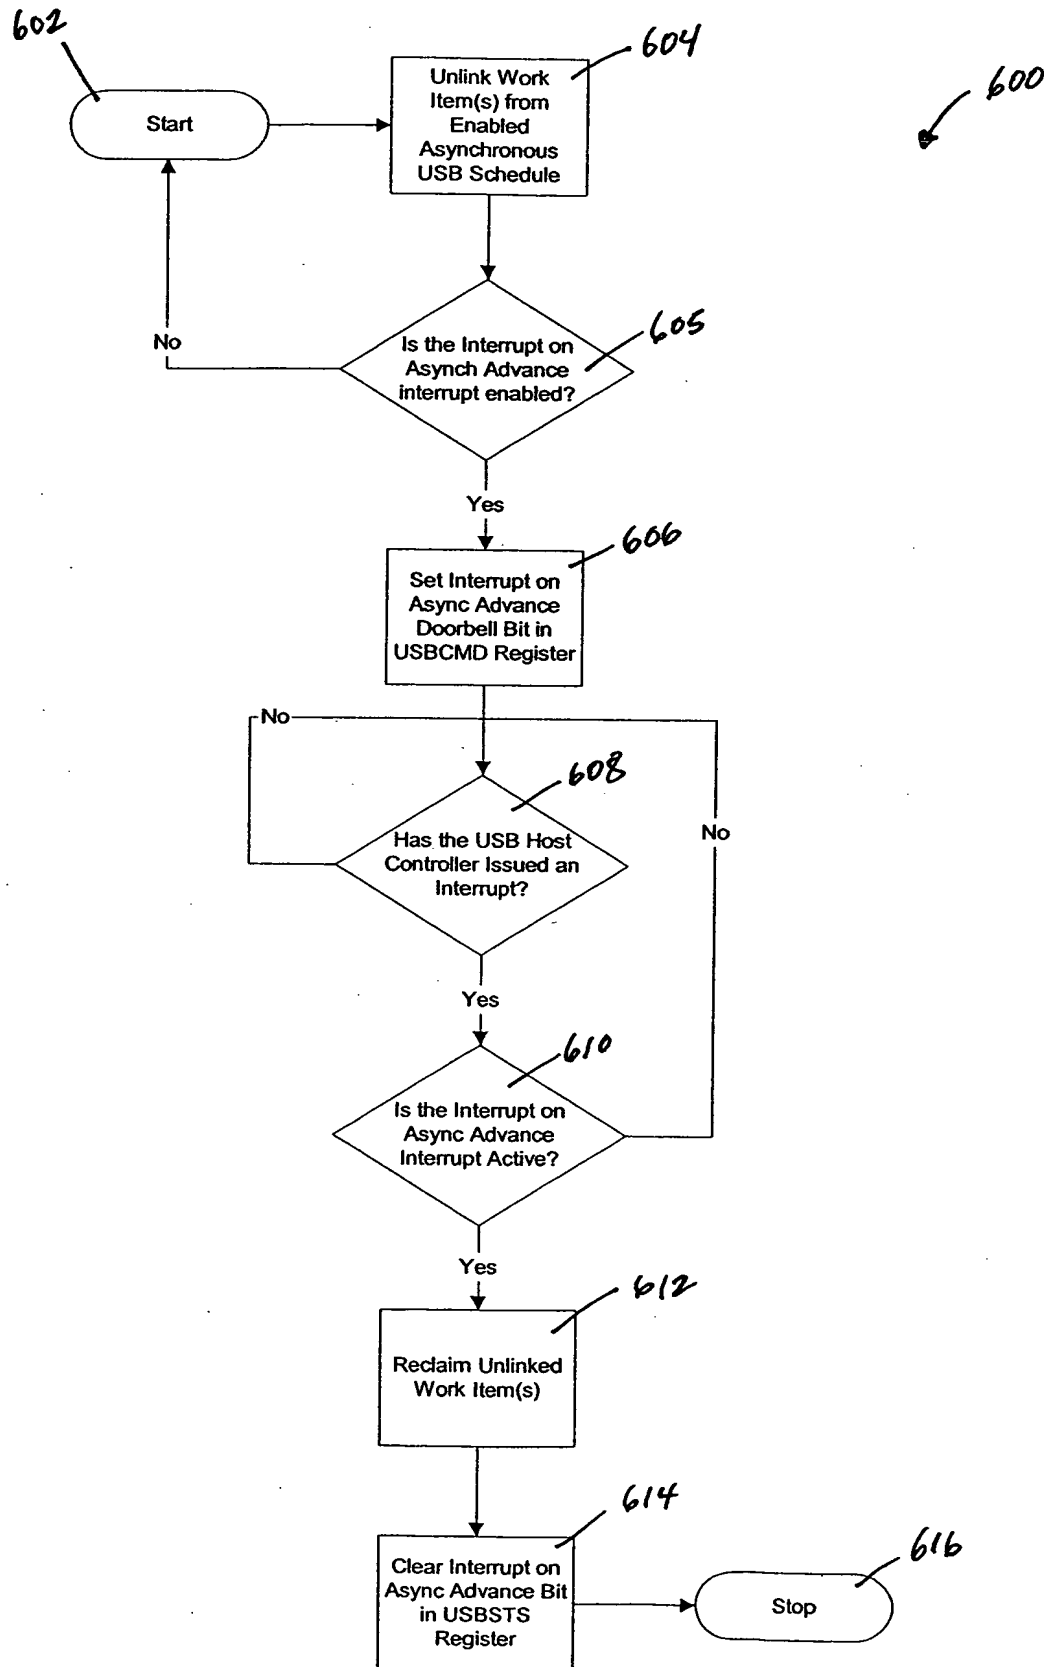 602
604
600
Unlink Work
Item(s) from
Enabled
Asynchronous
USB Schedule
Start
605
No
Is the Interrupt on
Asynch Advance
interrupt enabled?
Yes
606
Set Interrupt on
Async Advance
Doorbell Bit in
USBCMD Register
No
608
Has the USB Host
Controller Issued an
Interrupt?
No
Yes
610
Is the Interrupt on
Async Advance
Interrupt Active?
Yes
612
Reclaim Unlinked
Work Item(s)
614
616
Clear Interrupt on
Async Advance Bit
in USBSTS
Register
Stop